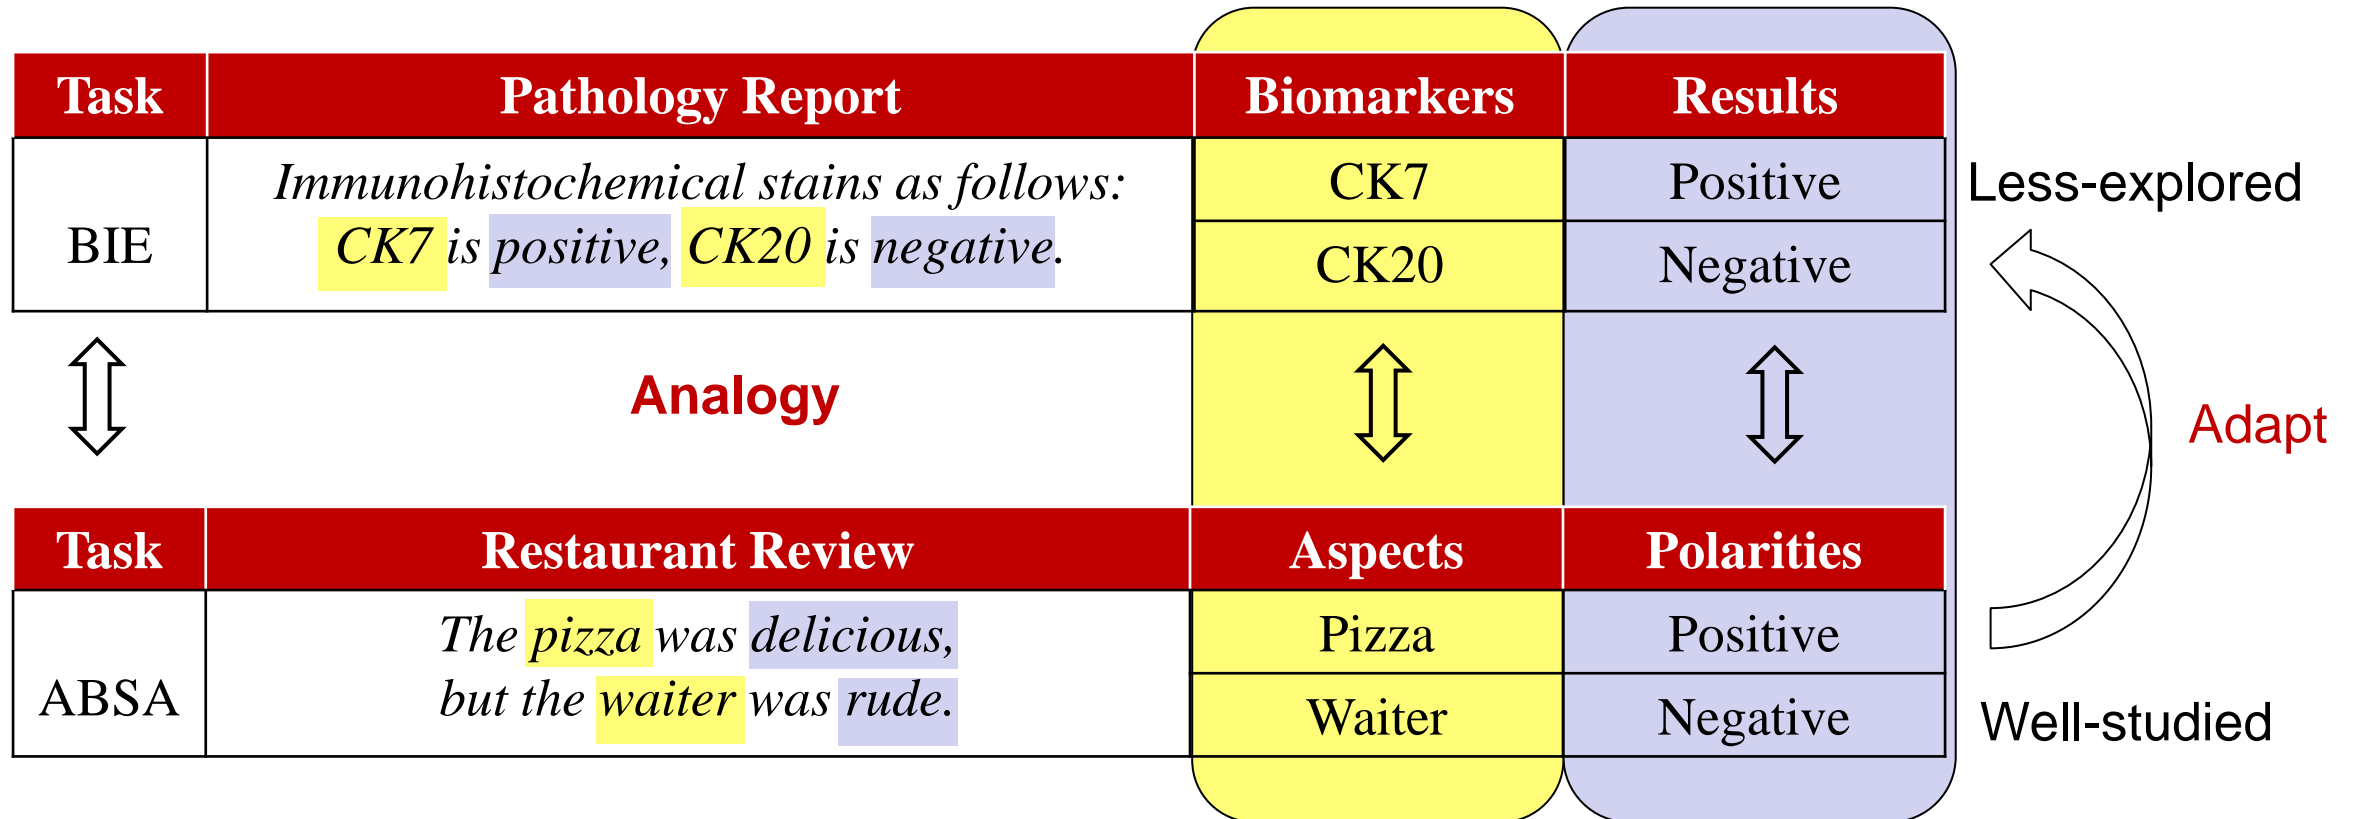 Task Pathology Report Biomarkers Results
BIE
Immunohistochemical stains as follows:
CK7 is positive, CK20 is negative.
CK7 Positive
CK20 Negative
Less-explored
Analogy
Adapt
Task Restaurant Review Aspects Polarities
ABSA
The pizza was delicious,
but the waiter was rude.
Pizza Positive
Waiter Negative
Well-studied